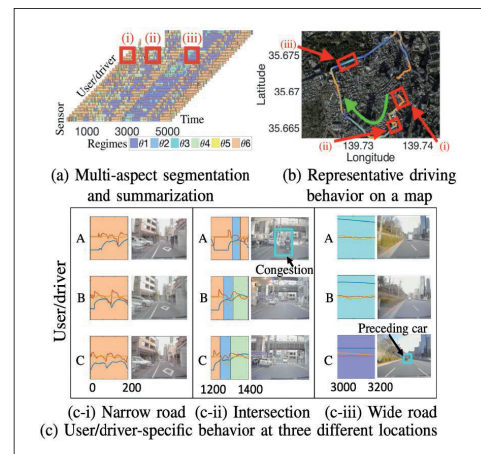 (i) (ii) (iii)
User/driver
Sensor
Time
1000 3000 5000
Regimes θ1 θ2 θ3 θ4 θ5 θ6
(a) Multi-aspect segmentation
and summarization
(iii)
35.675
35.67
35.665
Latitude
(ii)
(i)
139.73 139.74
Longitude
(b) Representative driving
behavior on a map
User/driver
A
Congestion
B
Preceding car
C
0 200
1200 1400
3000 3200
(c-i) Narrow road (c-ii) Intersection (c-iii) Wide road
(c) User/driver-specific behavior at three different locations